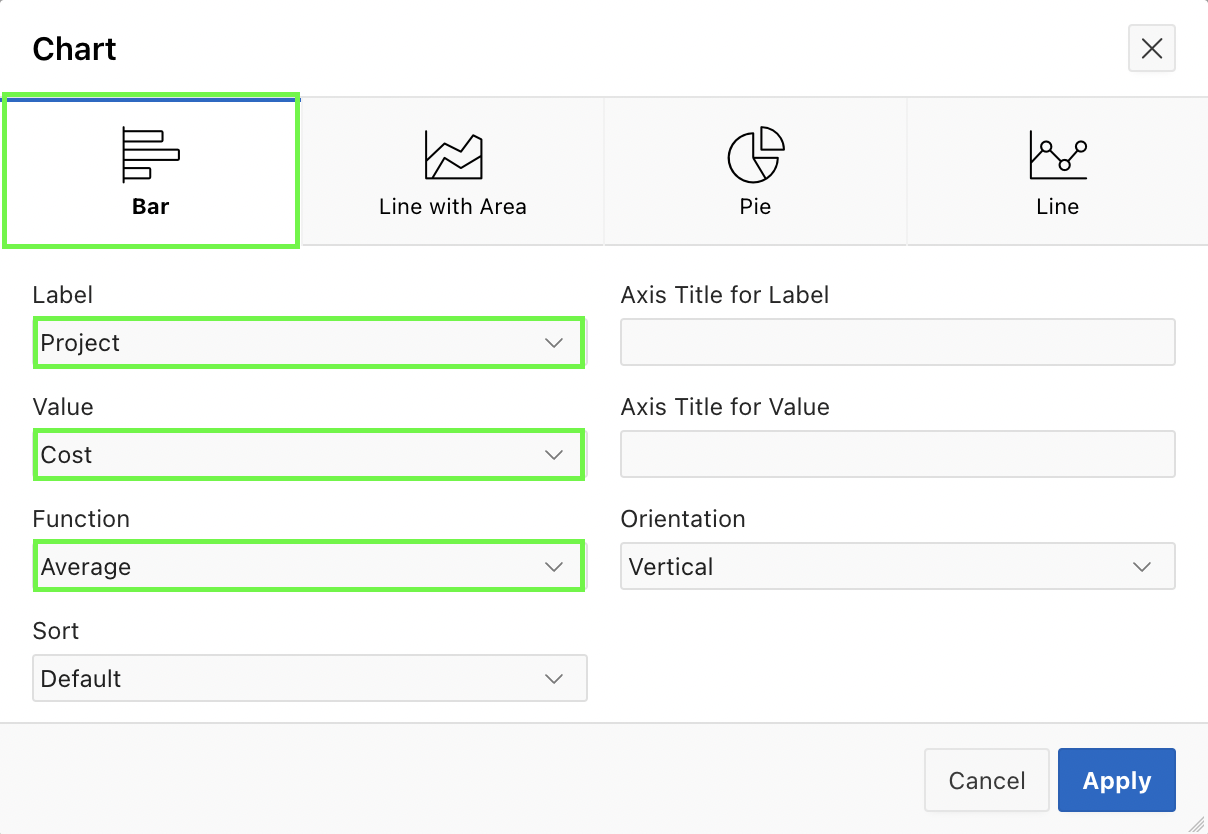 Chart
Bar
Line with Area
Pie
Line
Label
Axis Title for Label
Project
Value
Axis Title for Value
Cost
Function
Orientation
Average
Vertical
Sort
Default
Cancel
Apply